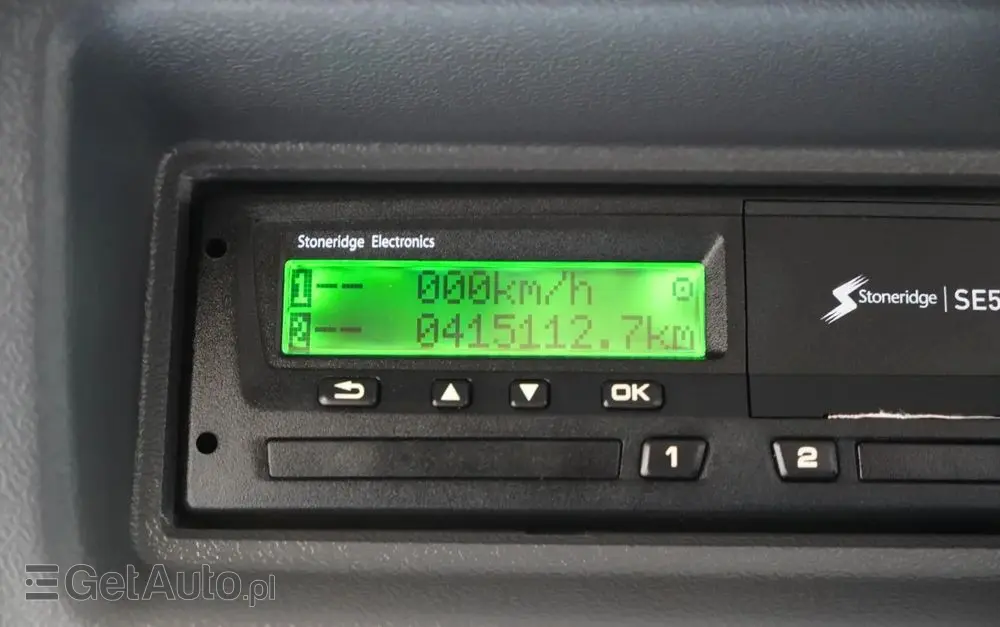 Stoneridge Electronics
1-- 000km/h
2-- 0415112.7km
Stoneridge | SE5
OK
1
2
GetAuto.pl